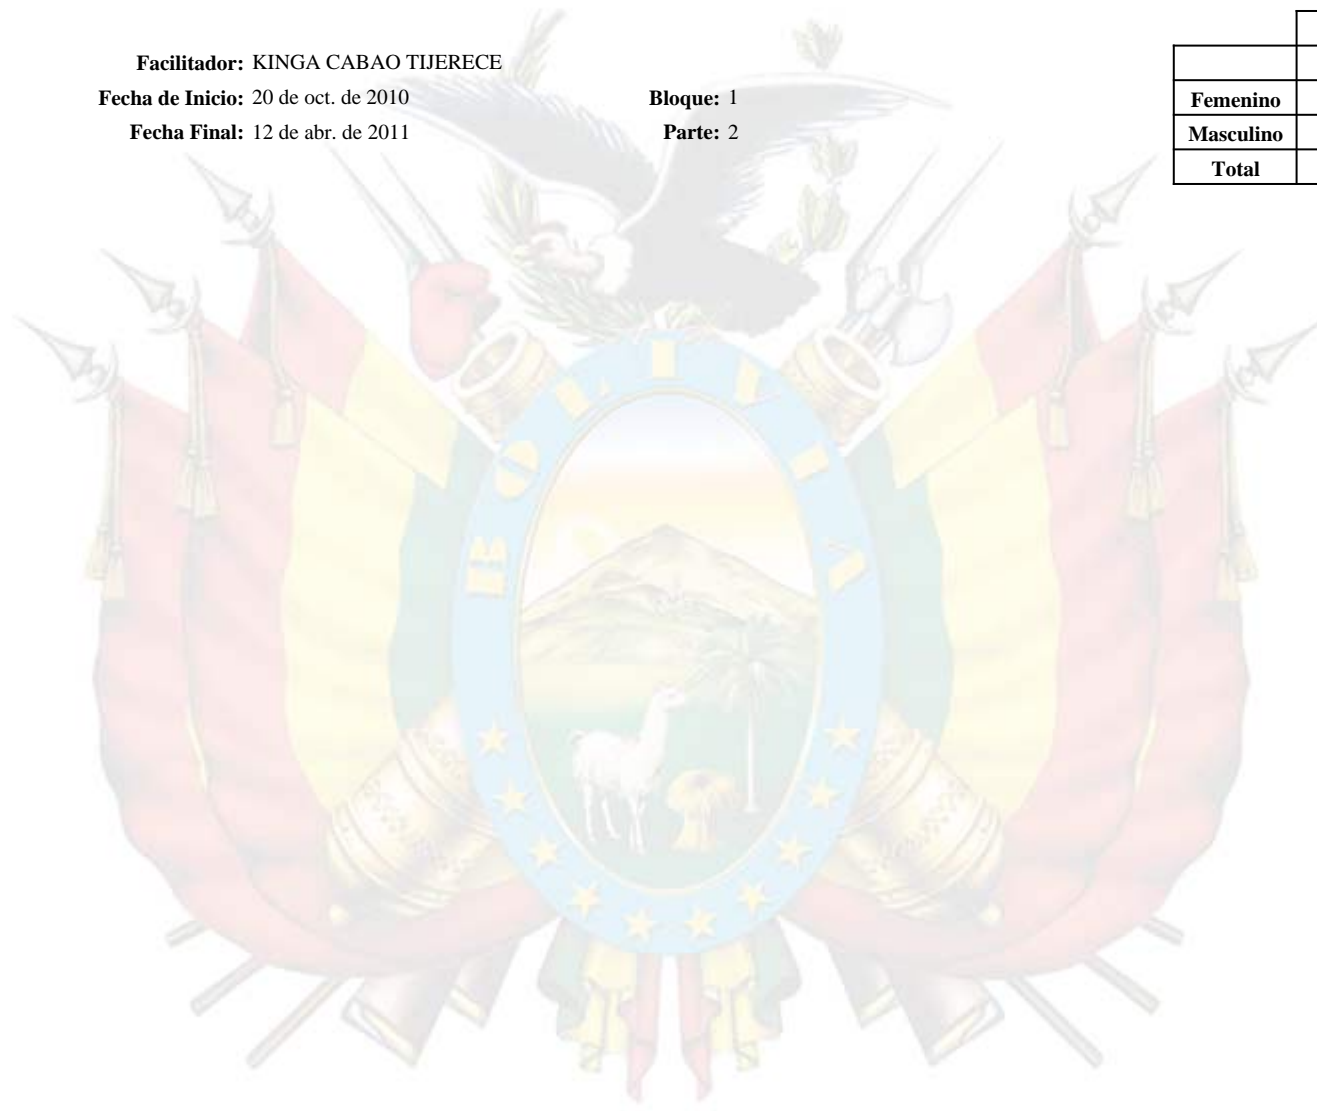 Facilitador: KINGA CABAO TIJERECE
Fecha de Inicio: 20 de oct. de 2010 Bloque: 1
Fecha Final: 12 de abr. de 2011 Parte: 2
Femenino
Masculino
Total
BOLIVIA